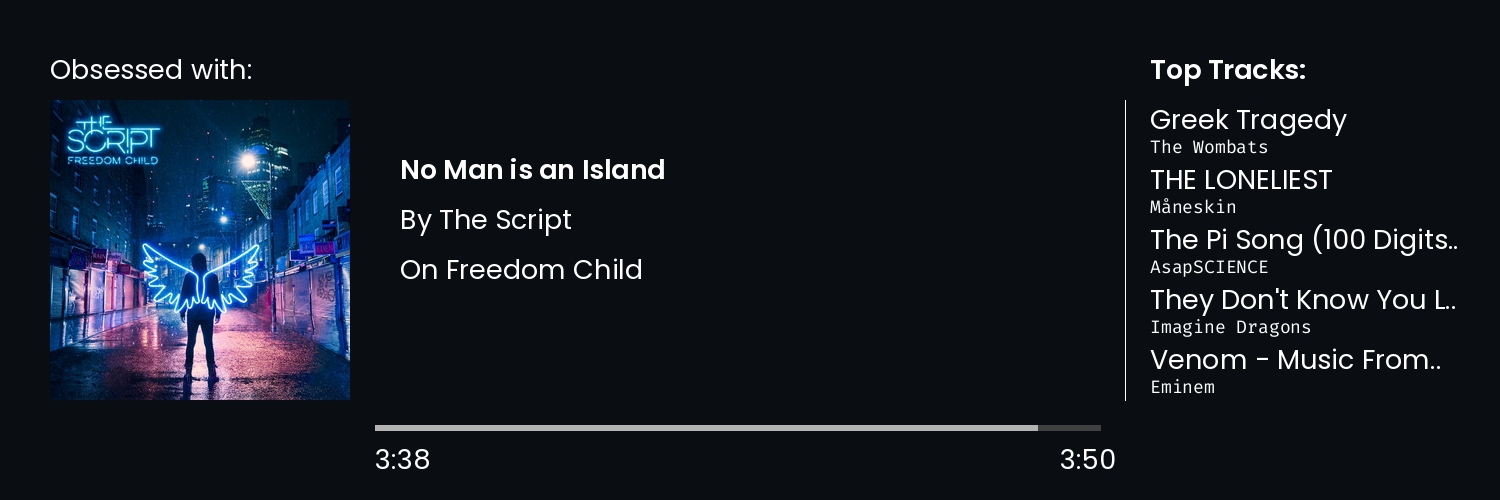 Obsessed with:
THE
SCRIPT
FREEDOM CHILD
No Man is an Island
By The Script
On Freedom Child
3:38
3:50
Top Tracks:
Greek Tragedy
The Wombats
THE LONELIEST
Måneskin
The Pi Song (100 Digits..
AsapSCIENCE
They Don't Know You L..
Imagine Dragons
Venom - Music From..
Eminem